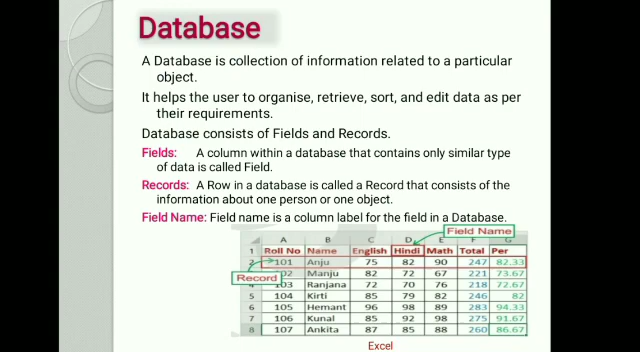 Database
A Database is collection of information related to a particular
object.
It helps the user to organise, retrieve, sort, and edit data as per
their requirements.
Database consists of Fields and Records.
Fields: A column within a database that contains only similar type
of data is called Field.
Records: A Row in a database is called a Record that consists of the
information about one person or one object.
Field Name: Field name is a column label for the field in a Database.
Field Name
A B C D E F G
1 Roll No Name English Hindi Math Total Per
2 101 Anju 75 82 90 247 82.33
Record
02 Manju 82 72 67 221 73.67
4 103 Ranjana 72 70 76 218 72.67
5 104 Kirti 85 79 82 246 82
6 105 Hemant 96 98 89 283 94.33
7 106 Kunal 85 92 98 275 91.67
8 107 Ankita 87 85 88 260 86.67
Excel